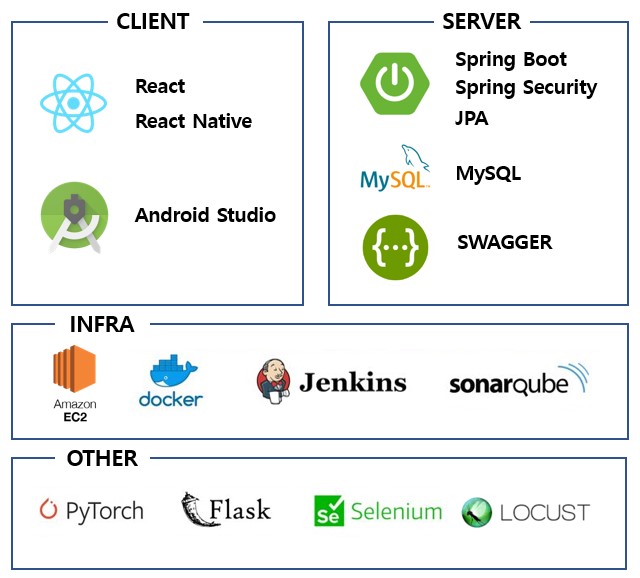 CLIENT
React
React Native
Android Studio
SERVER
Spring Boot
Spring Security
JPA
MySQL
MySQL
{...}
SWAGGER
INFRA
Amazon
EC2
docker
Jenkins
sonarqube
OTHER
PyTorch
Flask
Se Selenium
LOCUST